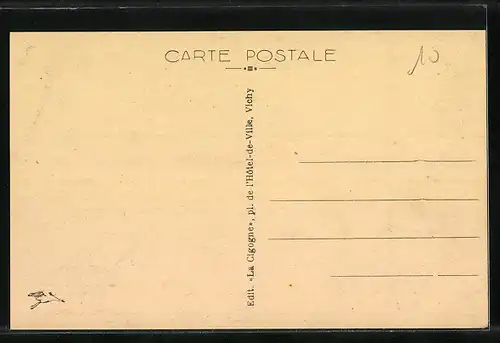 CARTE POSTALE
10
Edit. «La Cigogne», pl. de l'Hôtel-de-Ville, Vichy